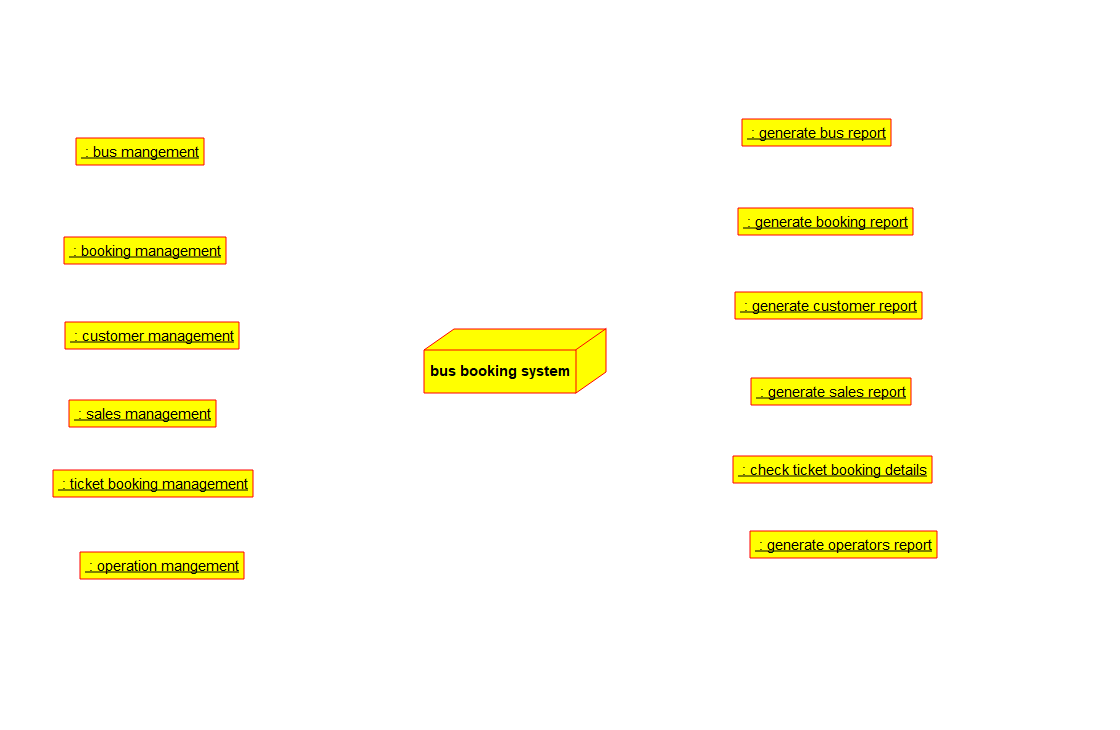 : bus mangement
: booking management
: customer management
: sales management
: ticket booking management
: operation mangement
bus booking system
: generate bus report
: generate booking report
: generate customer report
: generate sales report
: check ticket booking details
: generate operators report